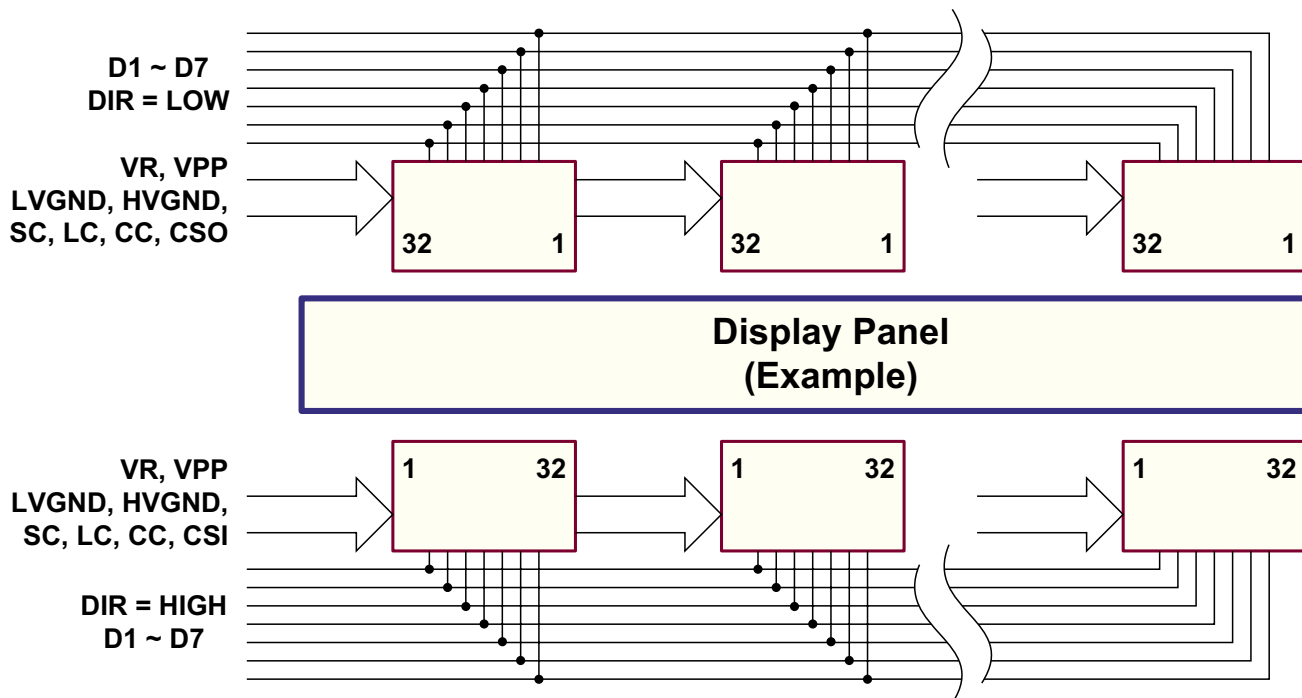 D1 ~ D7
DIR = LOW
VR, VPP
LVGND, HVGND,
SC, LC, CC, CSO
32 1
32 1
32 1
Display Panel
(Example)
VR, VPP
LVGND, HVGND,
SC, LC, CC, CSI
1 32
1 32
1 32
DIR = HIGH
D1 ~ D7